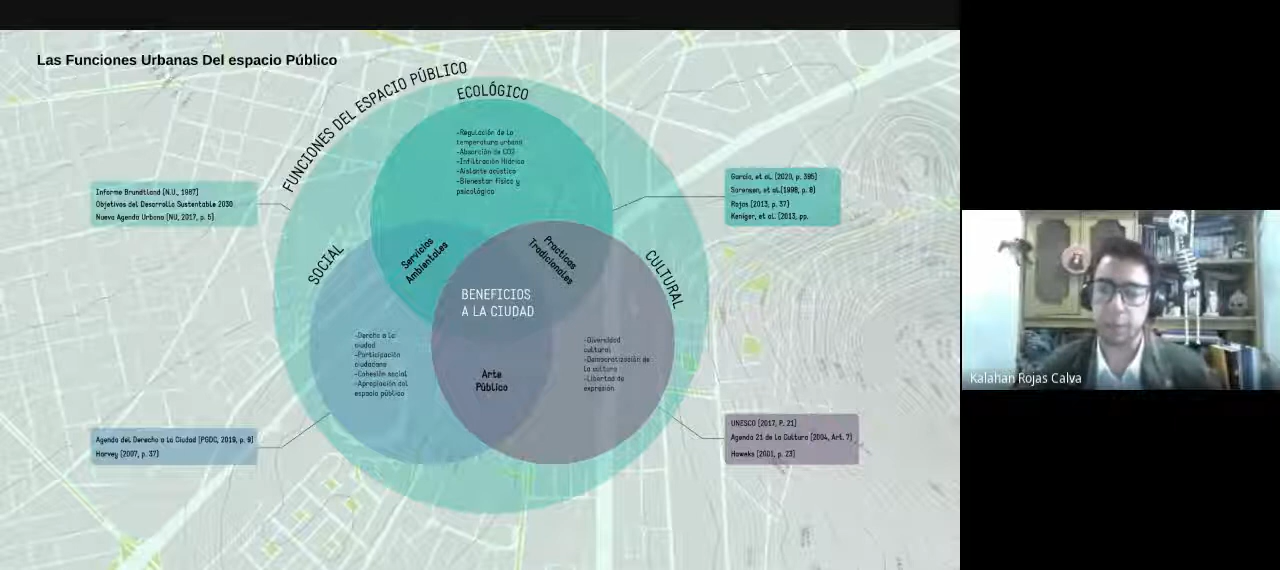 Las Funciones Urbanas Del espacio Público
FUNCIONES DEL ESPACIO PÚBLICO
ECOLÓGICO
-Regulación de la
temperatura urbana
-Absorción de CO2
-Infiltración Hídrica
-Aislante acústico
-Bienestar físico y
psicológico
Informe Brundtland (N.U., 1987)
Objetivos del Desarrollo Sustentable 2030
Nueva Agenda Urbana (NU, 2017, p. 5)
García, et al. (2020, p. 395)
Sorensen, et al.(1998, p. 8)
Rojas (2013, p. 37)
Keniger, et al. (2013, pp.
SOCIAL
Servicios
Ambientales
Practicas
Tradicionales
CULTURAL
BENEFICIOS
A LA CIUDAD
-Derecho a la
ciudad
-Participación
ciudadana
-Cohesión social
-Apropiación del
espacio público
Arte
Público
-Diversidad
cultural
-Democratización de
la cultura
-Libertad de
expresión
Agenda del Derecho a la Ciudad (PGDC, 2019, p. 9)
Harvey (2007, p. 37)
UNESCO (2017, P. 21)
Agenda 21 de la Cultura (2004, Art. 7)
Haweks (2001, p. 23)
Kalahan Rojas Calva